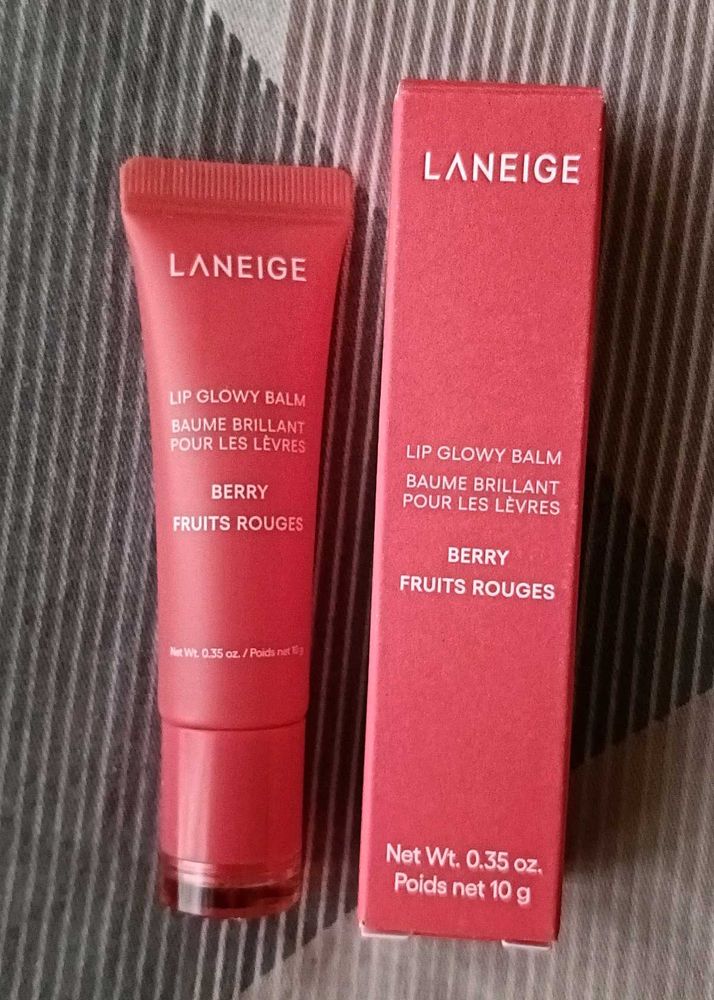 LANEIGE
LIP GLOWY BALM
BAUME BRILLANT
POUR LES LÈVRES
BERRY
FRUITS ROUGES
Net Wt. 0.35 oz. / Poids net 10 g
LANEIGE
LIP GLOWY BALM
BAUME BRILLANT
POUR LES LÈVRES
BERRY
FRUITS ROUGES
Net Wt. 0.35 oz.
Poids net 10 g